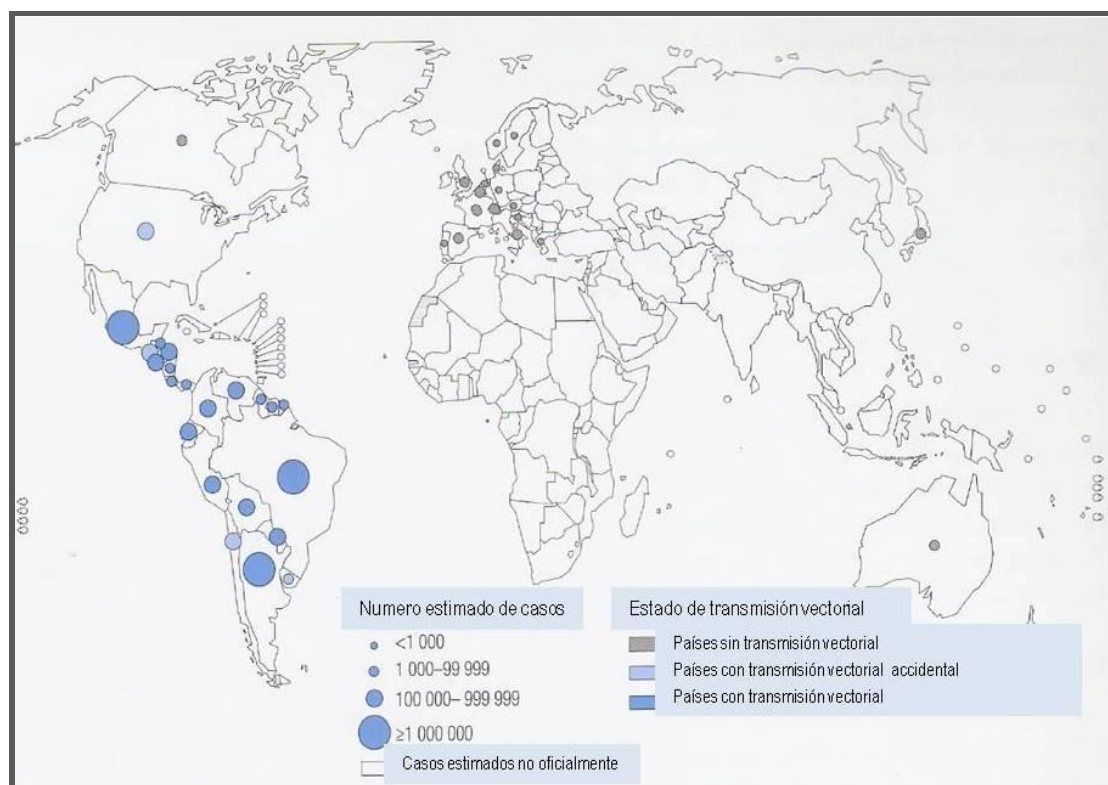 Numero estimado de casos
<1 000
1 000–99 999
100 000– 999 999
≥1 000 000
Casos estimados no oficialmente
Estado de transmisión vectorial
Países sin transmisión vectorial
Países con transmisión vectorial accidental
Países con transmisión vectorial